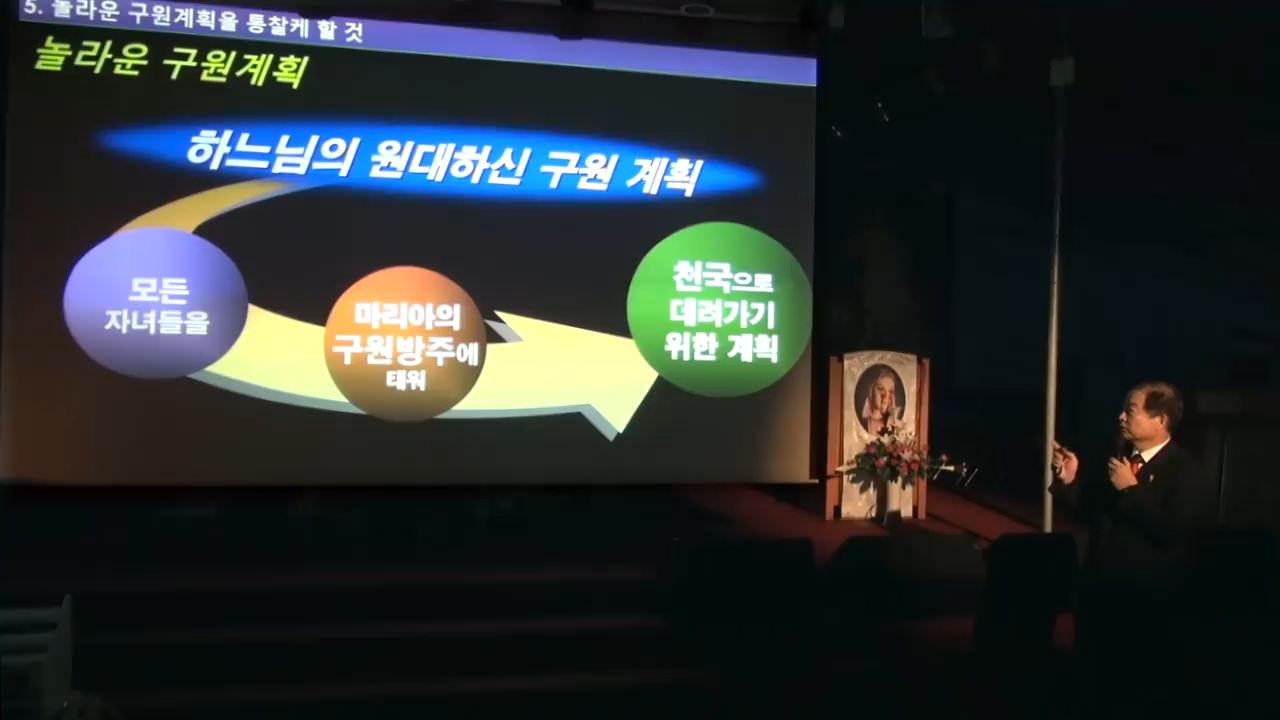 5. 놀라운 구원계획을 통찰케 할 것
놀라운 구원계획
하느님의 원대하신 구원 계획
모든
자녀들을
마리아의
구원방주에
태워
천국으로
데려가기
위한 계획